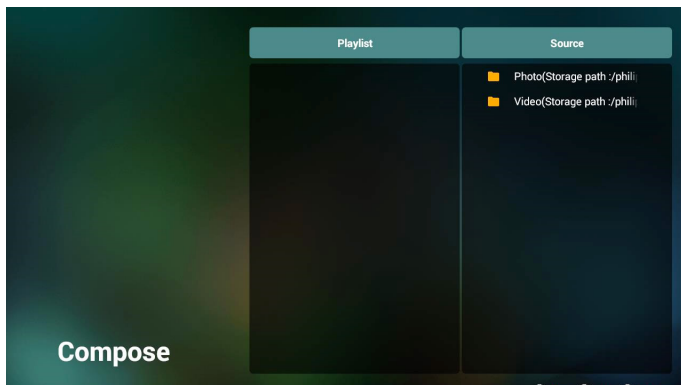 Playlist
Source
Photo(Storage path :/phili
Video(Storage path :/phili
Compose